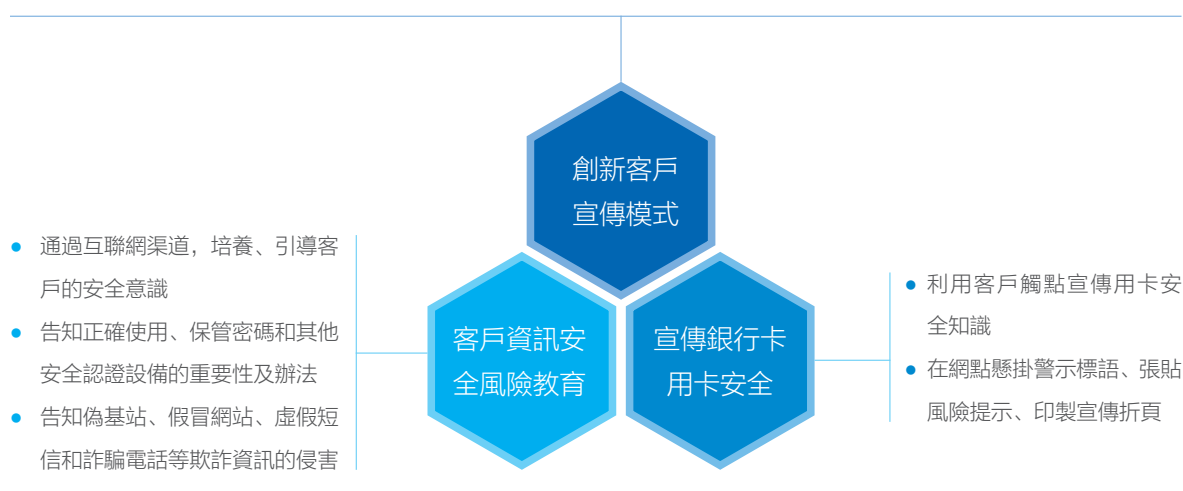 創新客戶
宣傳模式
● 通過互聯網渠道，培養、引導客
戶的安全意識
● 告知正確使用、保管密碼和其他
安全認證設備的重要性及辦法
● 告知偽基站、假冒網站、虛假短
信和詐騙電話等欺詐資訊的侵害
客戶資訊安
全風險教育
宣傳銀行卡
用卡安全
● 利用客戶觸點宣傳用卡安
全知識
● 在網點懸掛警示標語、張貼
風險提示、印製宣傳折頁